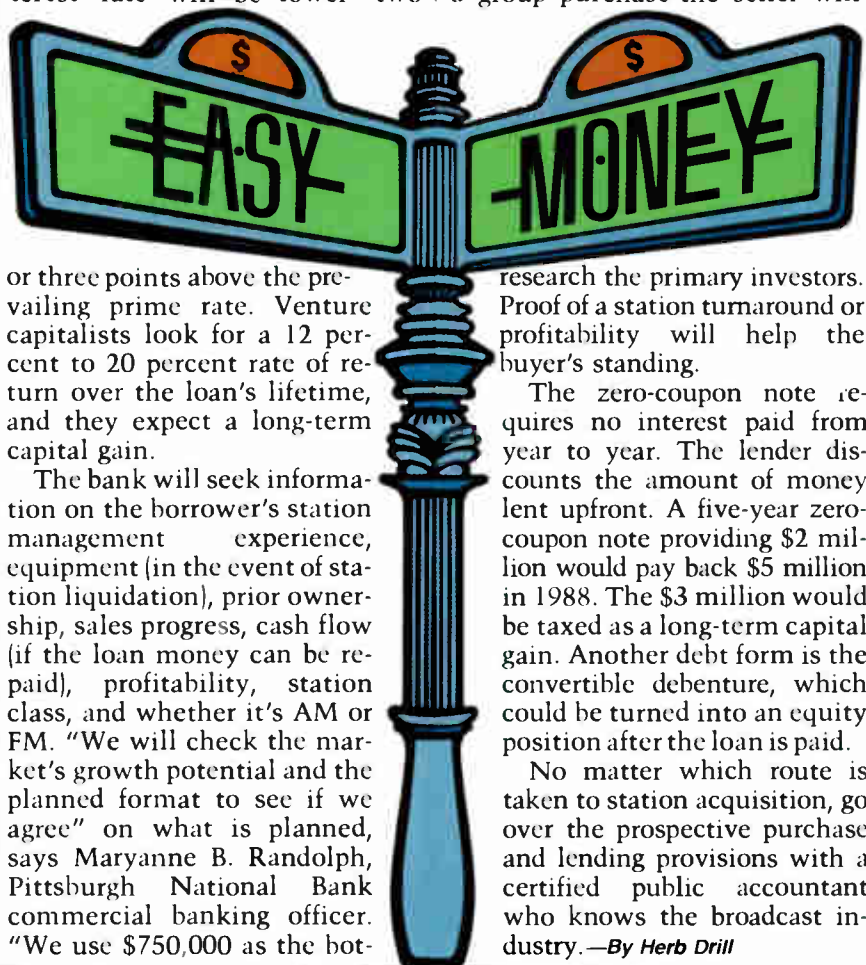 $
$
EASY
MONEY
or three points above the pre-
vailing prime rate. Venture
capitalists look for a 12 per-
cent to 20 percent rate of re-
turn over the loan's lifetime,
and they expect a long-term
capital gain.
The bank will seek informa-
tion on the borrower's station
management experience,
equipment (in the event of sta-
tion liquidation), prior owner-
ship, sales progress, cash flow
(if the loan money can be re-
paid), profitability, station
class, and whether it's AM or
FM. "We will check the mar-
ket's growth potential and the
planned format to see if we
agree" on what is planned,
says Maryanne B. Randolph,
Pittsburgh National Bank
commercial banking officer.
"We use $750,000 as the bot-
research the primary investors.
Proof of a station turnaround or
profitability will help the
buyer's standing.
The zero-coupon note re-
quires no interest paid from
year to year. The lender dis-
counts the amount of money
lent upfront. A five-year zero-
coupon note providing $2 mil-
lion would pay back $5 million
in 1988. The $3 million would
be taxed as a long-term capital
gain. Another debt form is the
convertible debenture, which
could be turned into an equity
position after the loan is paid.
No matter which route is
taken to station acquisition, go
over the prospective purchase
and lending provisions with a
certified public accountant
who knows the broadcast in-
dustry.—By Herb Drill